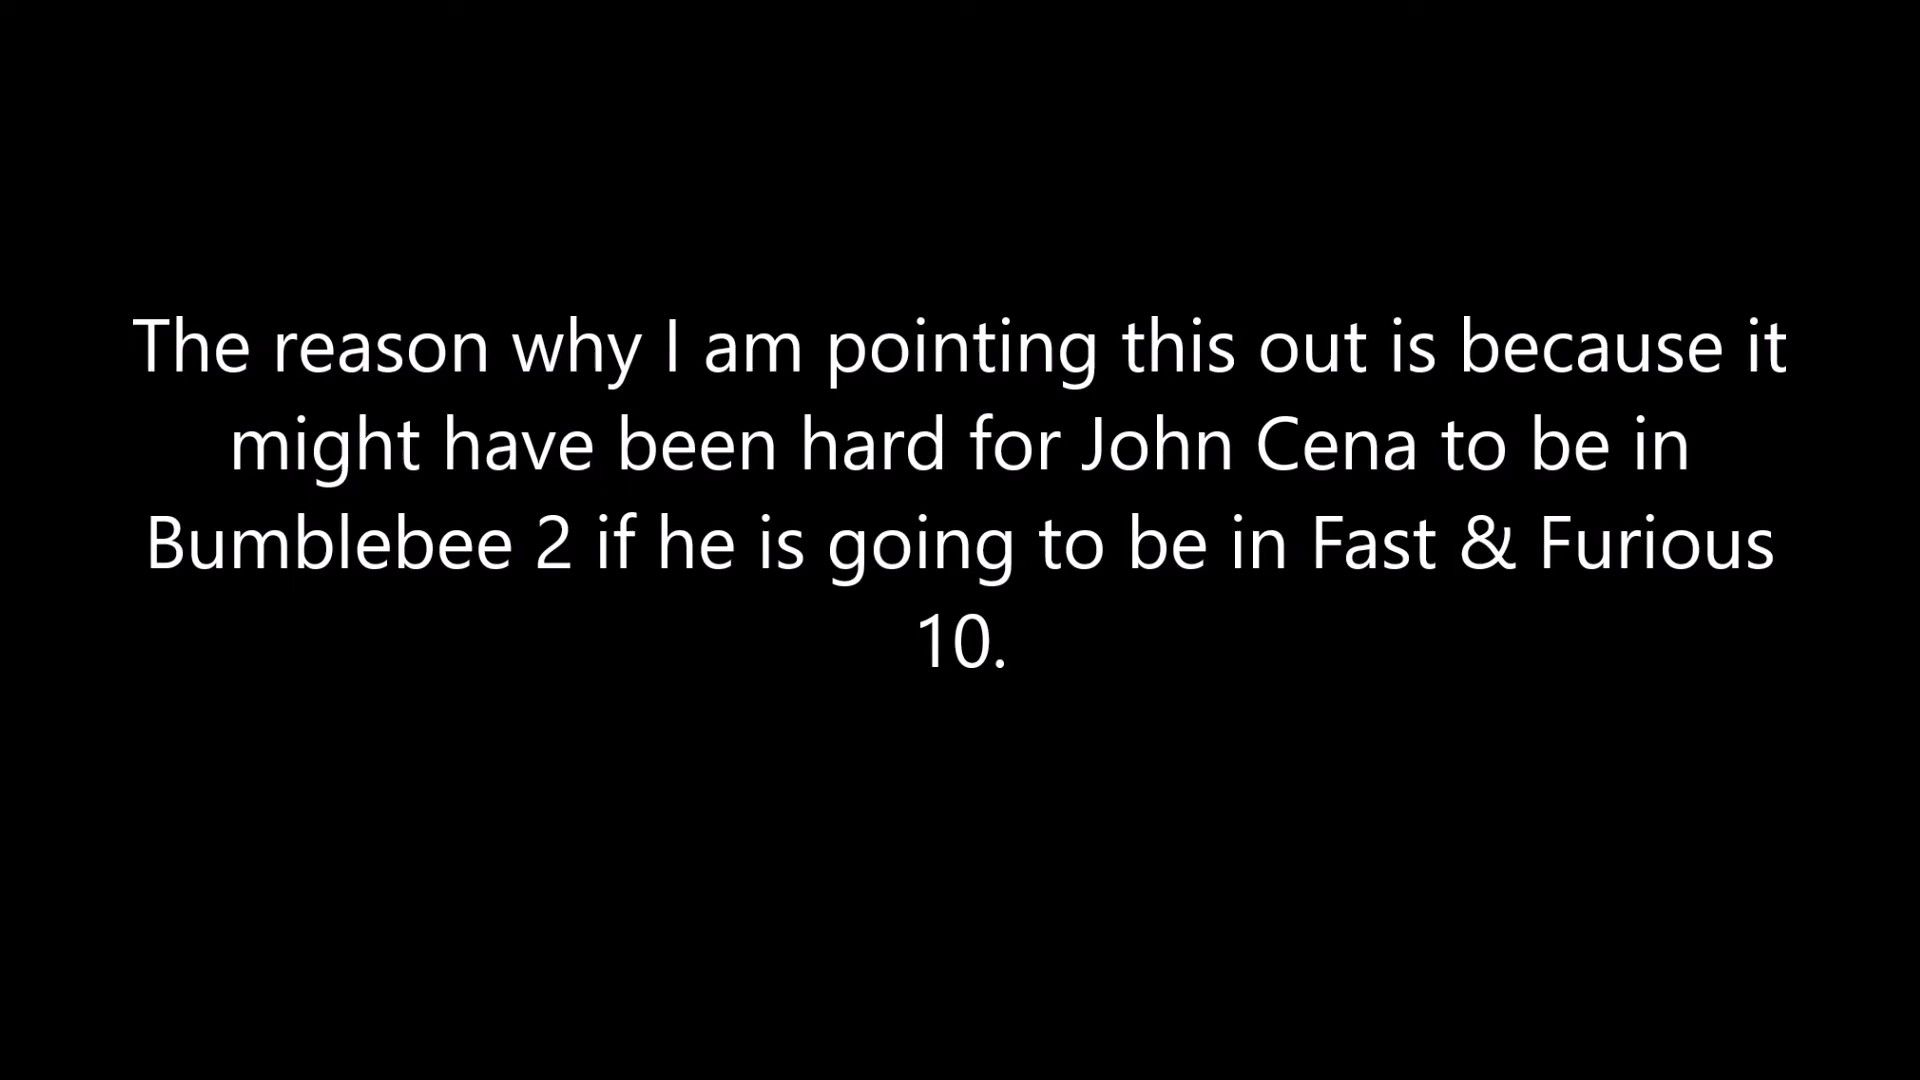 The reason why I am pointing this out is because it
might have been hard for John Cena to be in
Bumblebee 2 if he is going to be in Fast & Furious
10.